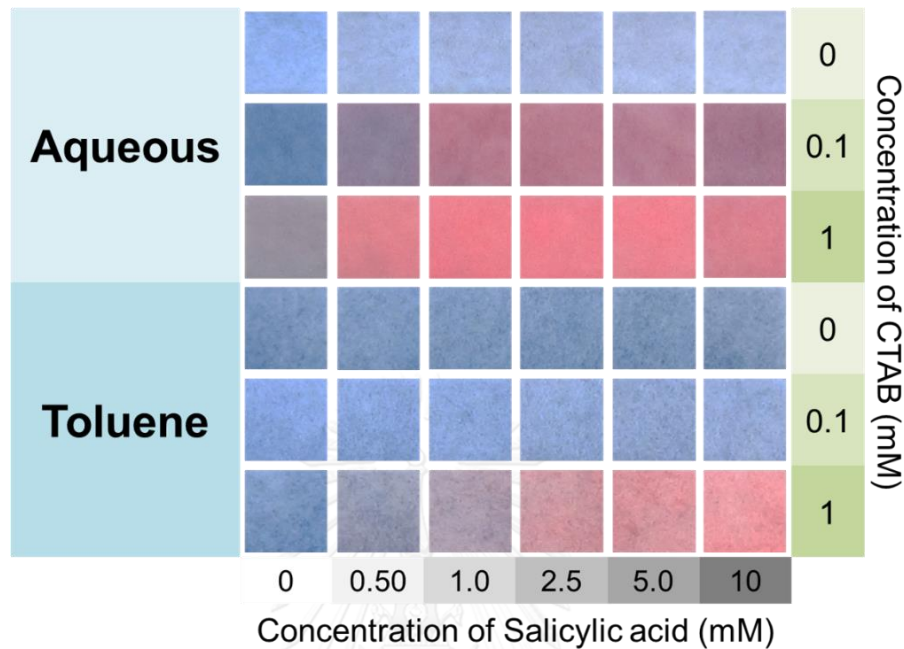 Aqueous
0
0.1
1
Toluene
0
0.1
1
Concentration of CTAB (mM)
0 0.50 1.0 2.5 5.0 10
Concentration of Salicylic acid (mM)